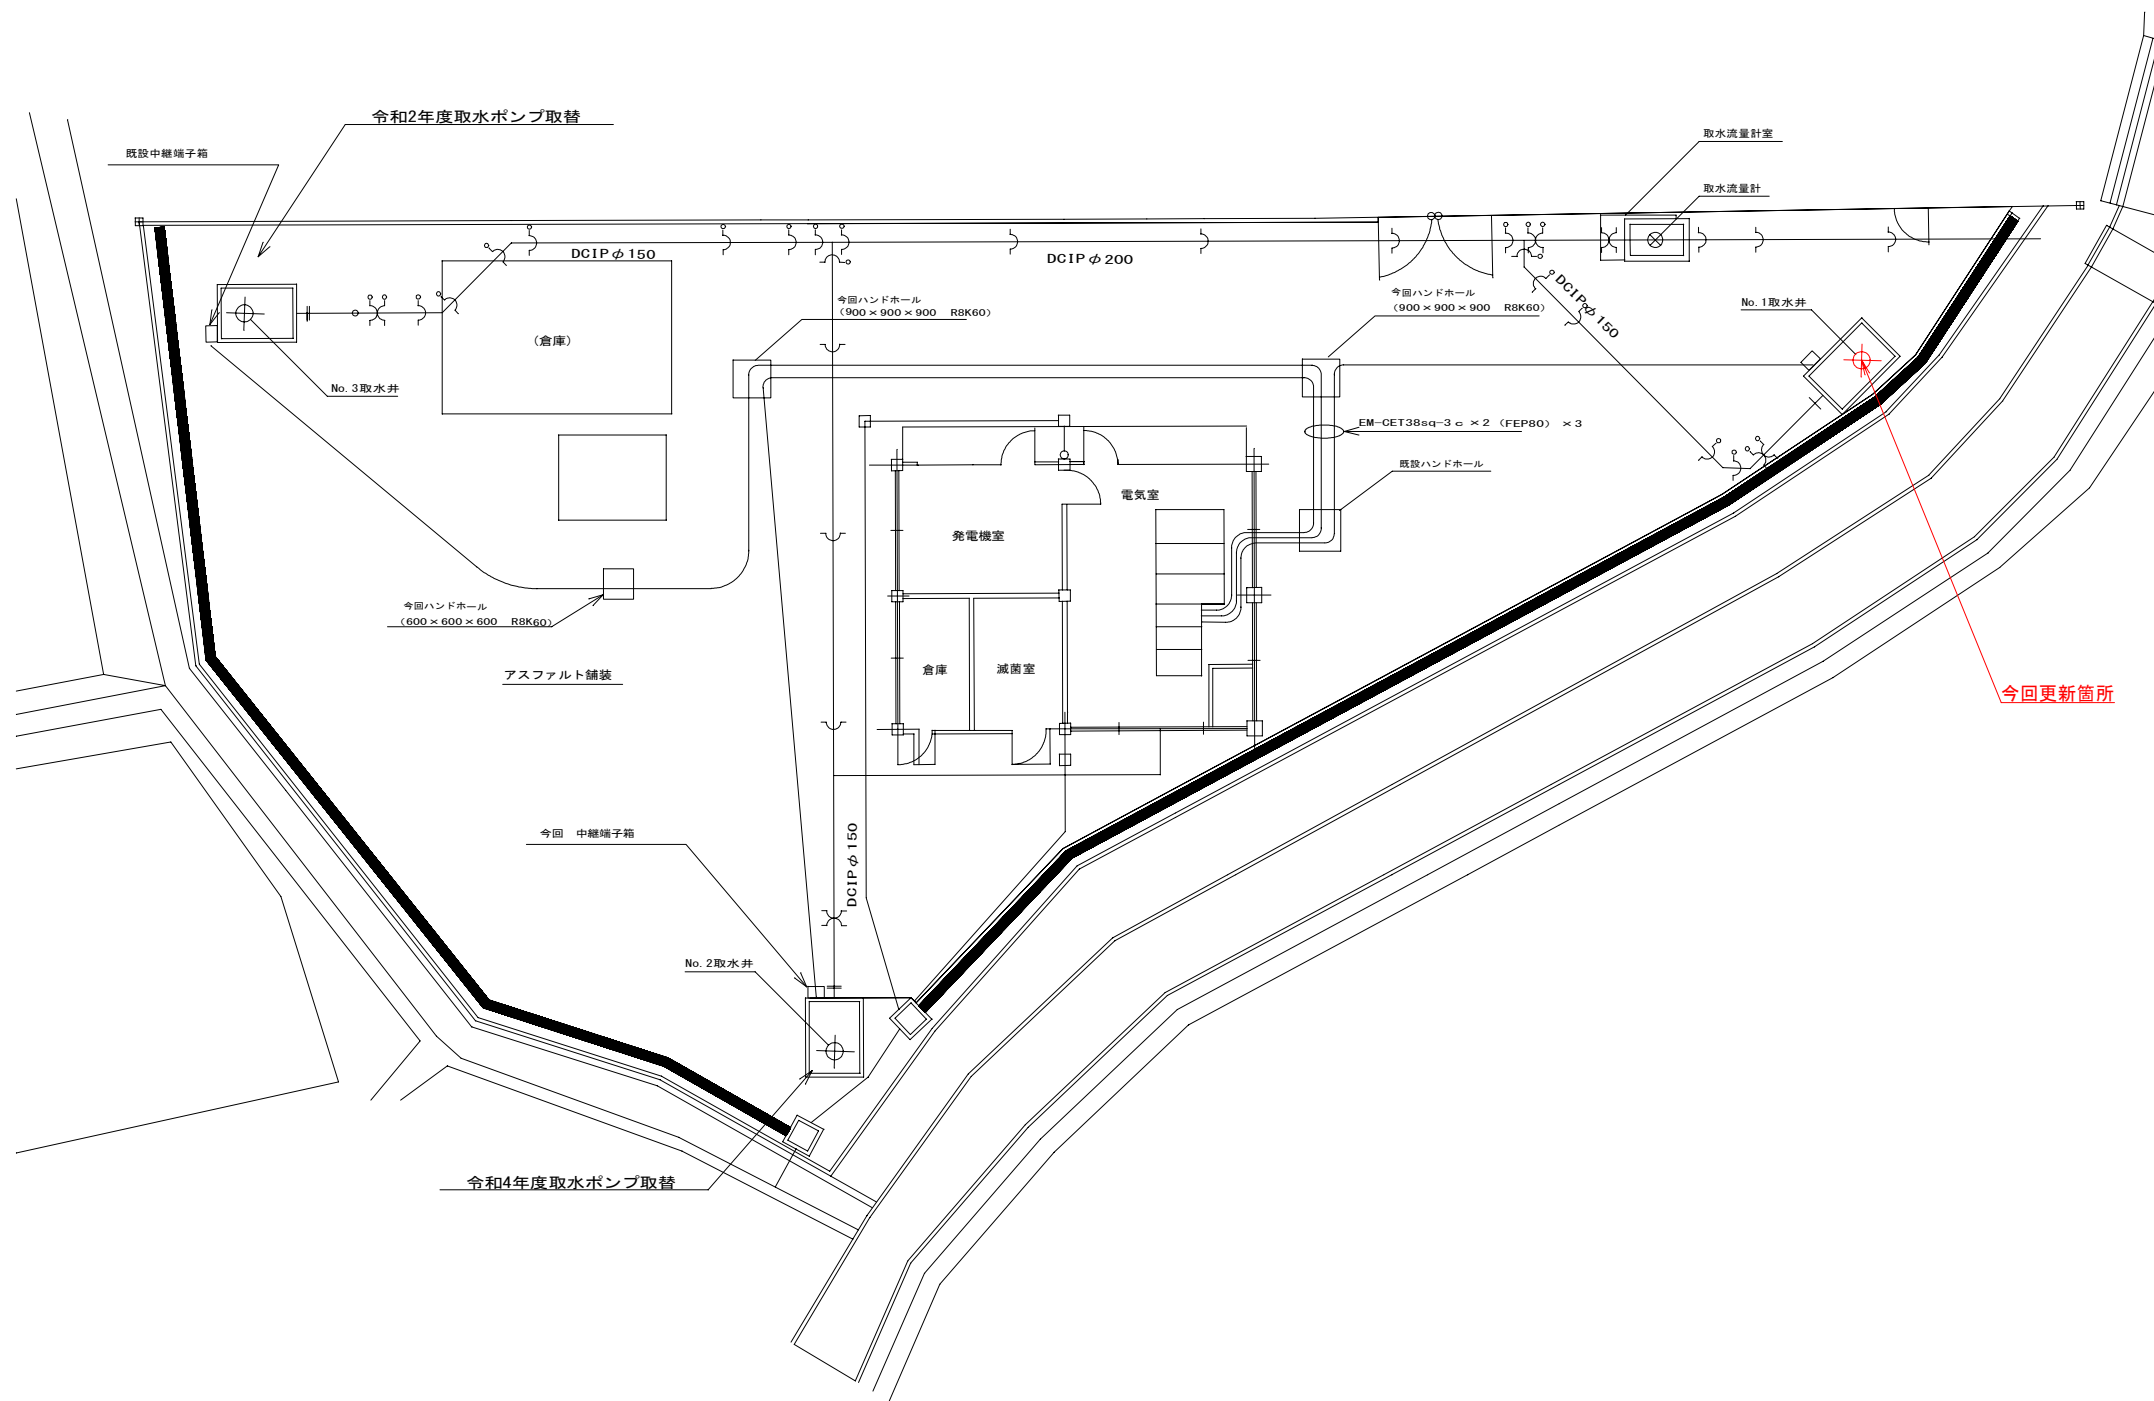 令和2年度取水ポンプ取替
既設中継端子箱
取水流量計室
取水流量計
DCIPφ150
DCIPφ200
今回ハンドホール
(900×900×900 R8K60)
今回ハンドホール
(900×900×900 R8K60)
DCIPφ150
No.1取水井
(倉庫)
No.3取水井
EM-CET38sq-3c×2 (FEP80) ×3
既設ハンドホール
電気室
発電機室
今回ハンドホール
(600×600×600 R8K60)
アスファルト舗装
倉庫
滅菌室
今回更新箇所
今回 中継端子箱
DCIPφ150
No.2取水井
令和4年度取水ポンプ取替